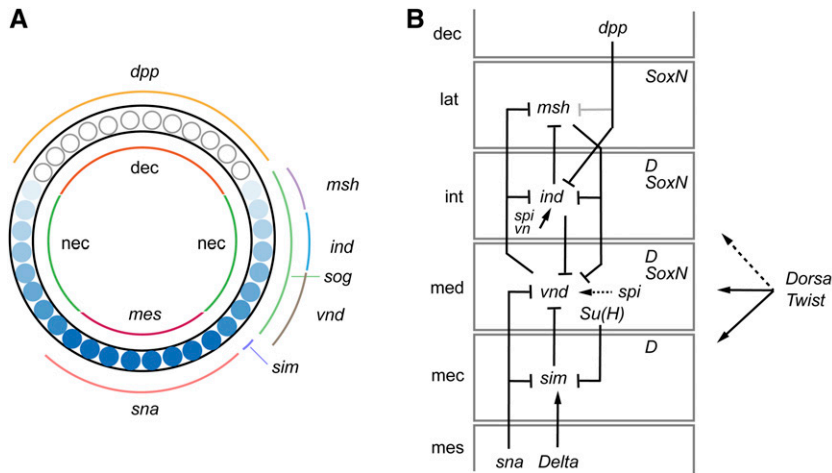 A
dpp
dec
msh
nec
nec
ind
sog
mes
vnd
sim
sna
B
dec
dpp
lat
SoxN
msh
D
SoxN
int
ind
spi
vn
D
SoxN
med
vnd
spi
Su(H)
Dorsa
Twist
D
mec
sim
mes
sna
Delta